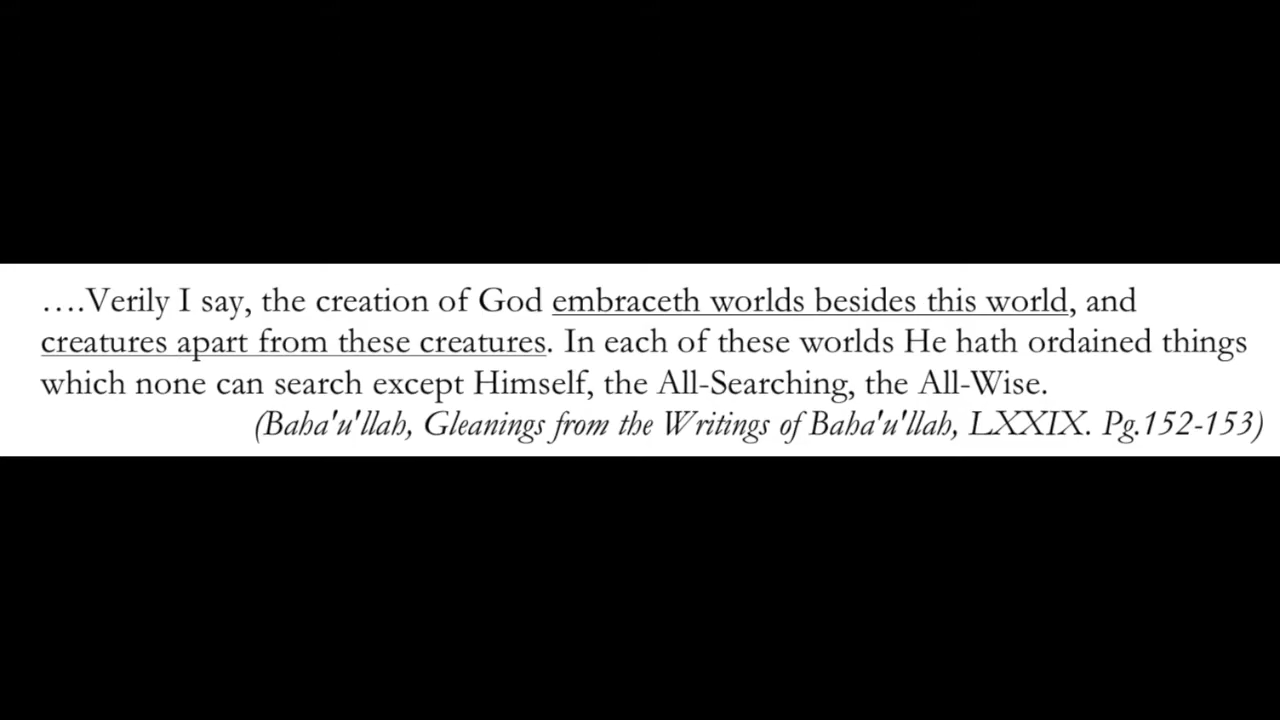 ….Verily I say, the creation of God embraceth worlds besides this world, and
creatures apart from these creatures. In each of these worlds He hath ordained things
which none can search except Himself, the All-Searching, the All-Wise.
(Baha'u'llah, Gleanings from the Writings of Baha'u'llah, LXXIX. Pg.152-153)